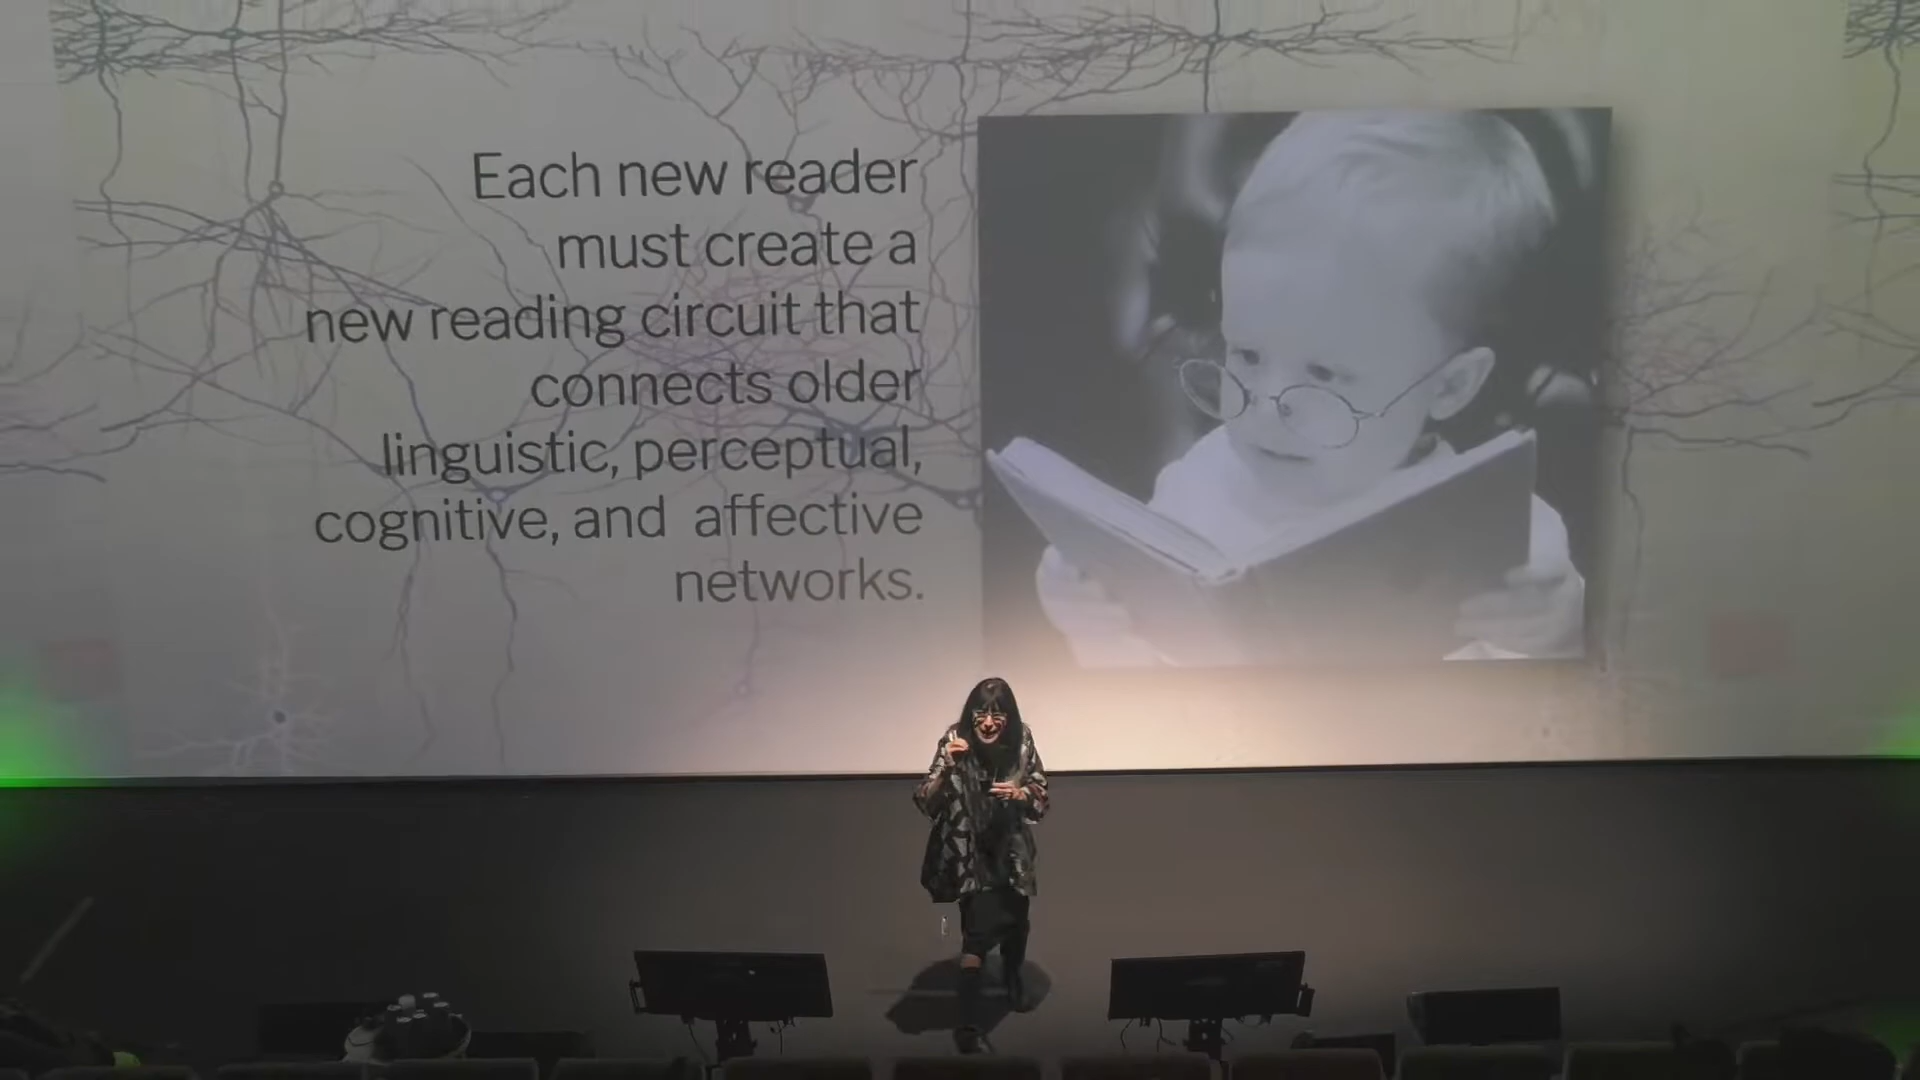 Each new reader
must create a
new reading circuit that
connects older
linguistic, perceptual,
cognitive, and affective
networks.